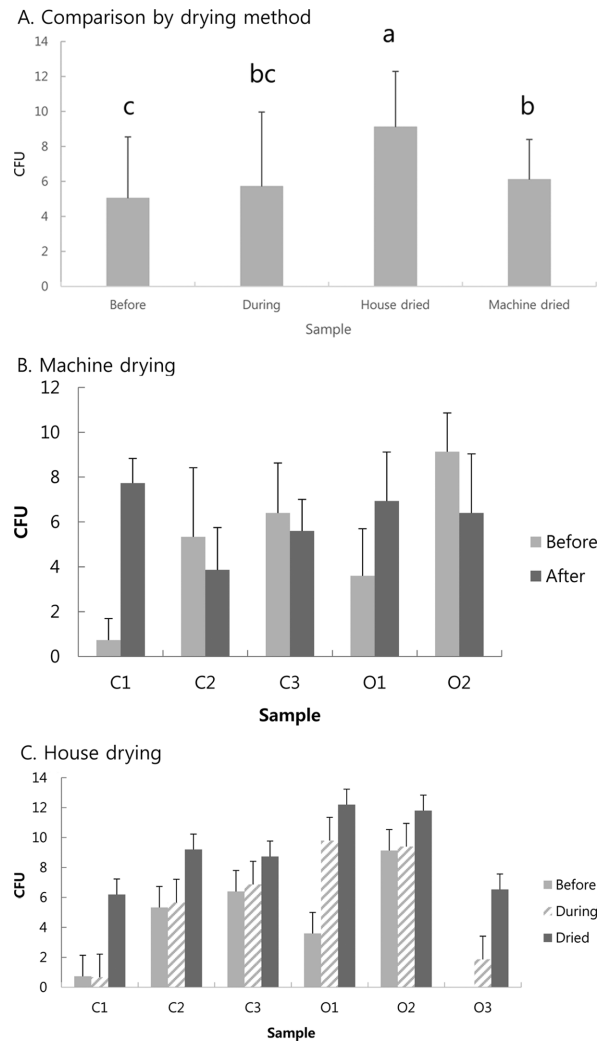 A. Comparison by drying method
14
12
10
8
6
4
2
0
CFU
c
bc
a
b
Before
During
House dried
Machine dried
Sample
B. Machine drying
12
10
8
6
4
2
0
CFU
Before
After
C1
C2
C3
O1
O2
Sample
C. House drying
14
12
10
8
6
4
2
0
CFU
Before
During
Dried
C1
C2
C3
O1
O2
O3
Sample